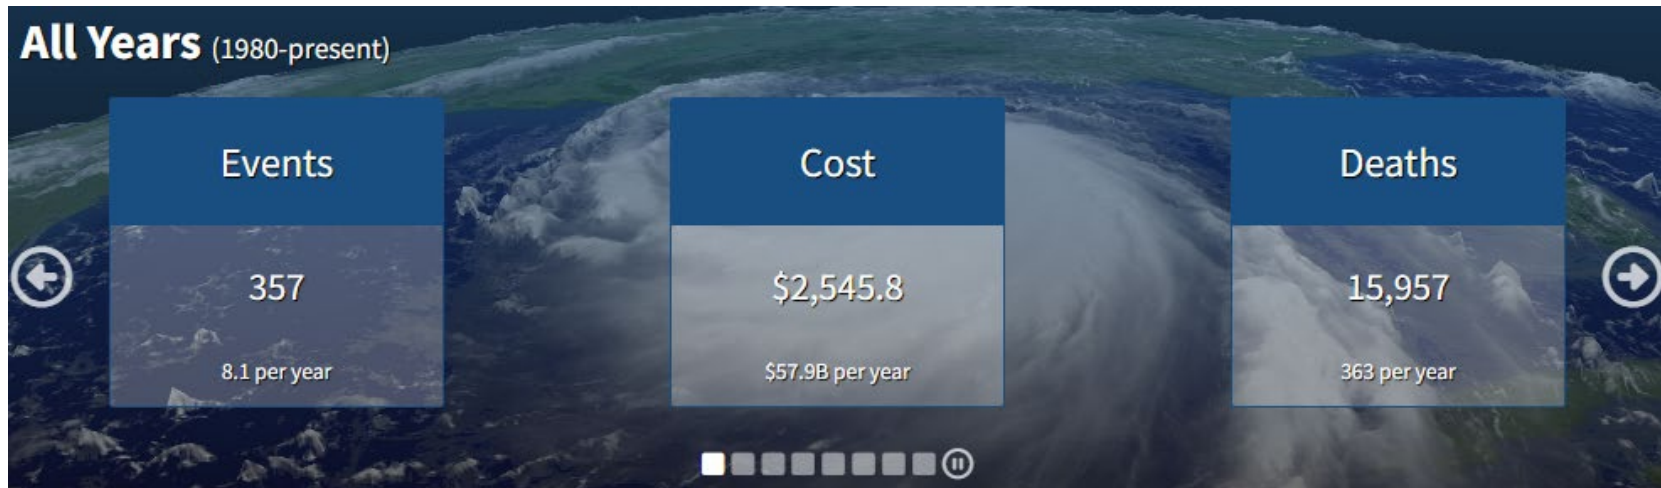 All Years (1980-present)
Events
357
8.1 per year
Cost
$2,545.8
$57.9B per year
Deaths
15,957
363 per year